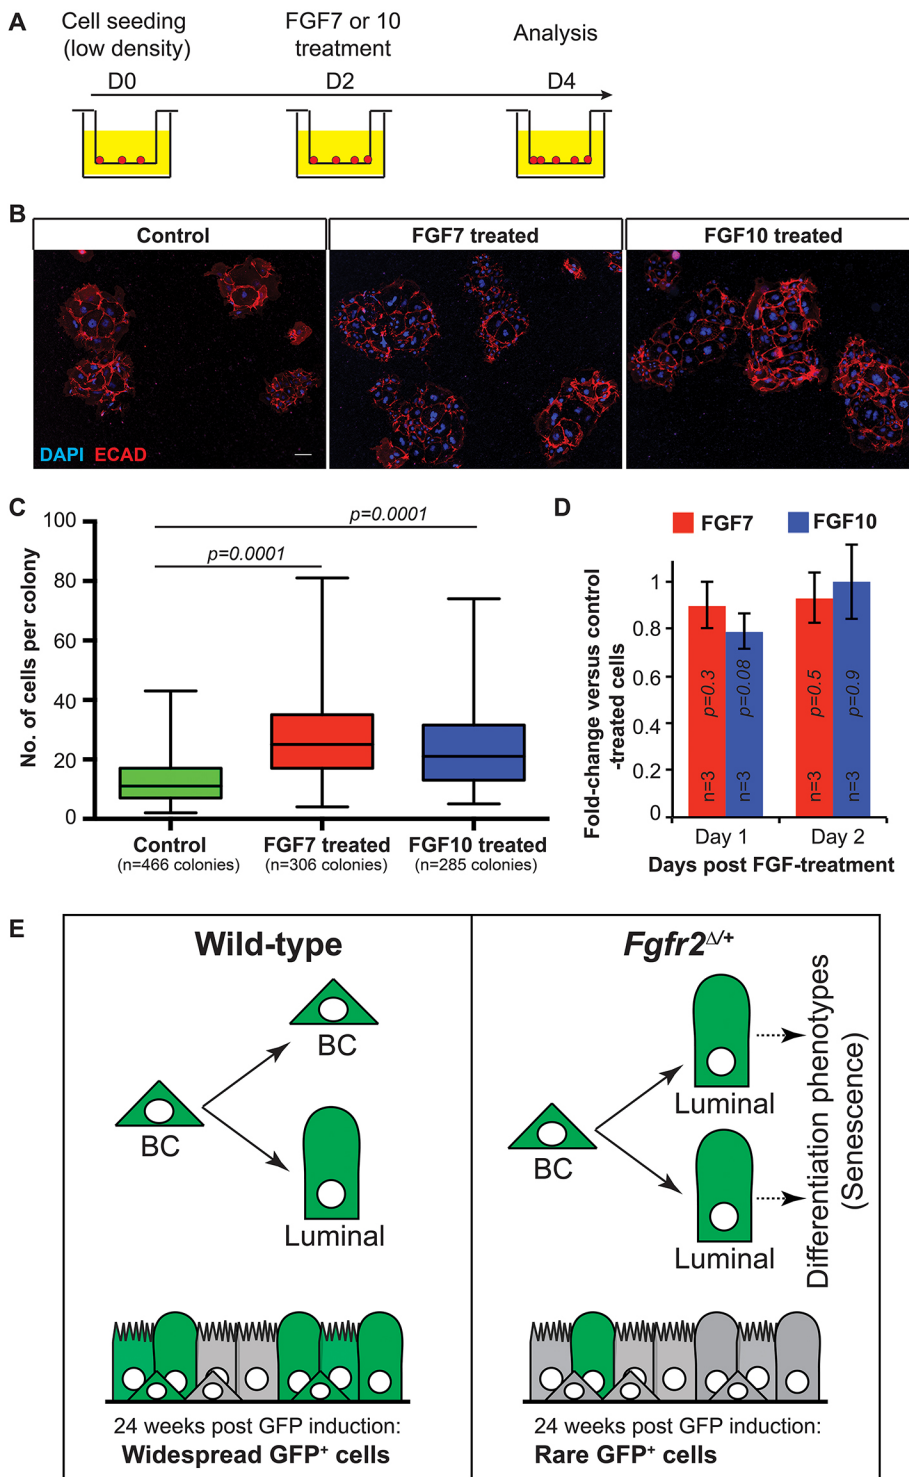 A
Cell seeding
(low density)
FGF7 or 10
treatment
Analysis
D0
D2
D4
B
Control
FGF7 treated
FGF10 treated
DAPI ECAD
C
No. of cells per colony
100
80
60
40
20
0
p=0.0001
p=0.0001
Control
(n=466 colonies)
FGF7 treated
(n=306 colonies)
FGF10 treated
(n=285 colonies)
D
FGF7
FGF10
Fold-change versus control
-treated cells
1
0.8
0.6
0.4
0.2
0
p=0.3
p=0.08
p=0.5
p=0.9
n=3
n=3
n=3
n=3
Day 1
Day 2
Days post FGF-treatment
E
Wild-type
BC
BC
Luminal
24 weeks post GFP induction:
Widespread GFP⁺ cells
Fgfr2Δ/+
BC
Luminal
Luminal
Differentiation phenotypes
(Senescence)
24 weeks post GFP induction:
Rare GFP⁺ cells